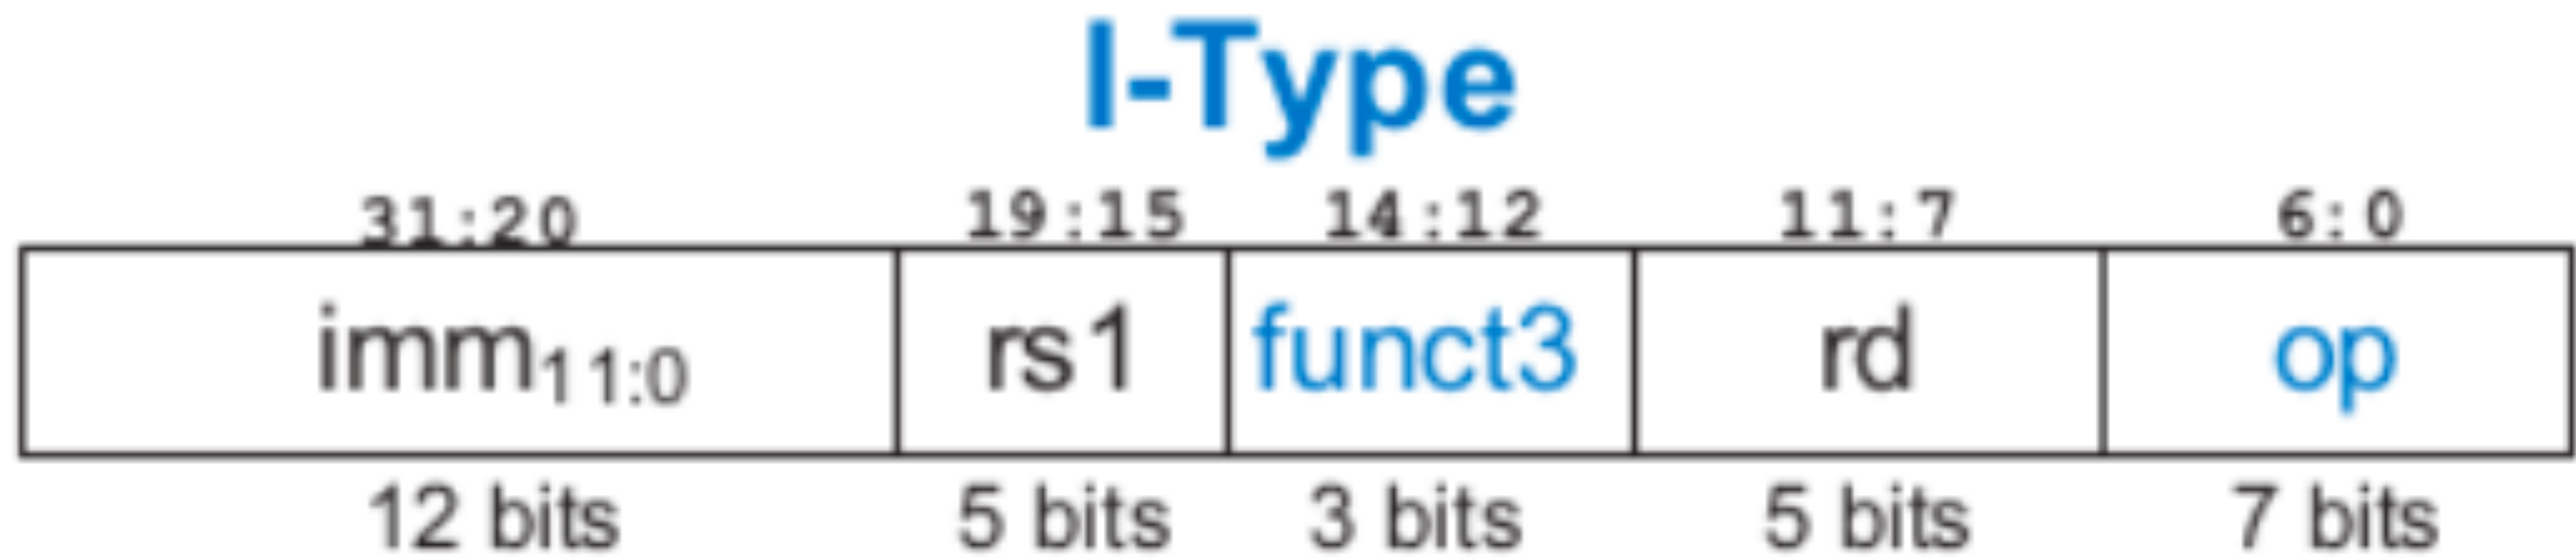 I-Type
31:20 19:15 14:12 11:7 6:0
imm11:0 rs1 funct3 rd op
12 bits 5 bits 3 bits 5 bits 7 bits